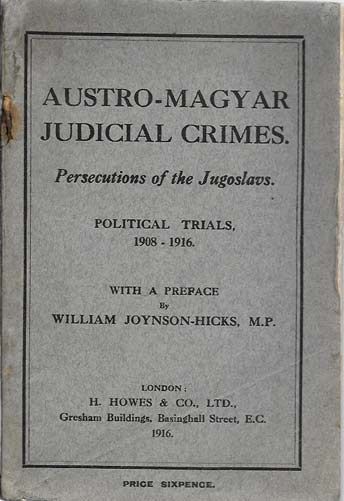 AUSTRO-MAGYAR
JUDICIAL CRIMES.
Persecutions of the Jugoslavs.
POLITICAL TRIALS,
1908 - 1916.
WITH A PREFACE
By
WILLIAM JOYNSON-HICKS, M.P.
LONDON:
H. HOWES & CO., LTD.,
Gresham Buildings, Basinghall Street, E.C.
1916.
PRICE SIXPENCE.